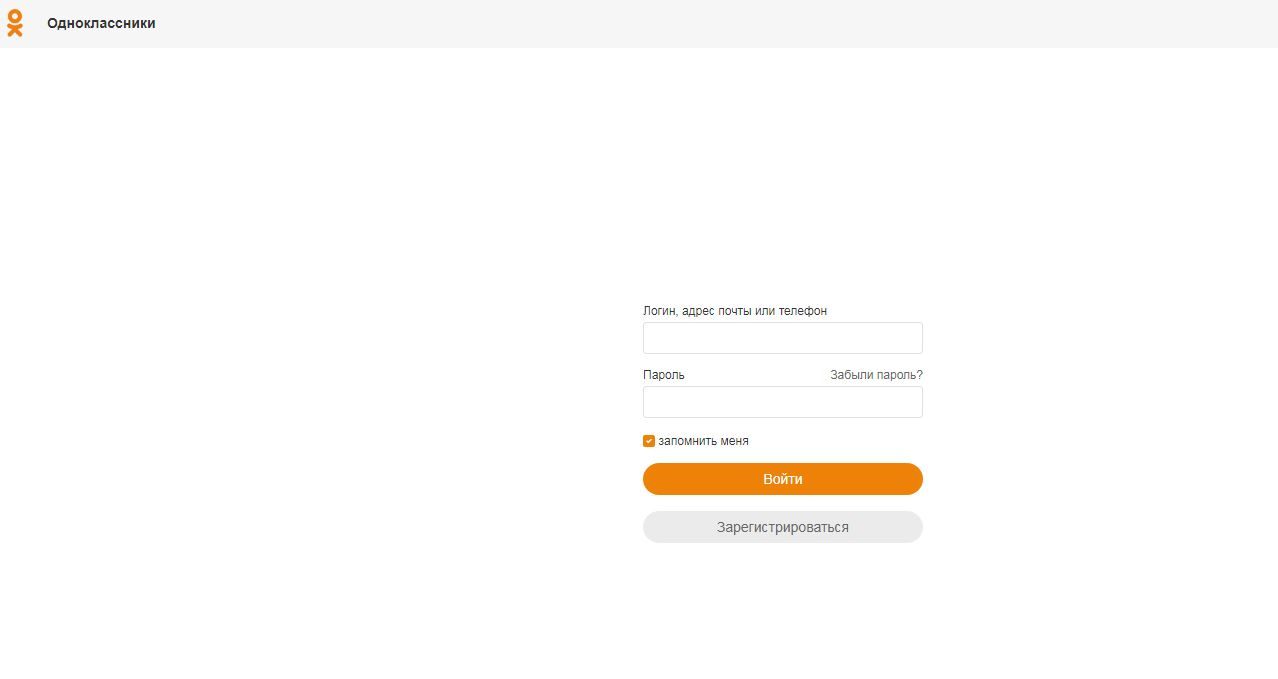 Одноклассники
Логин, адрес почты или телефон
Пароль
Забыли пароль?
запомнить меня
Войти
Зарегистрироваться